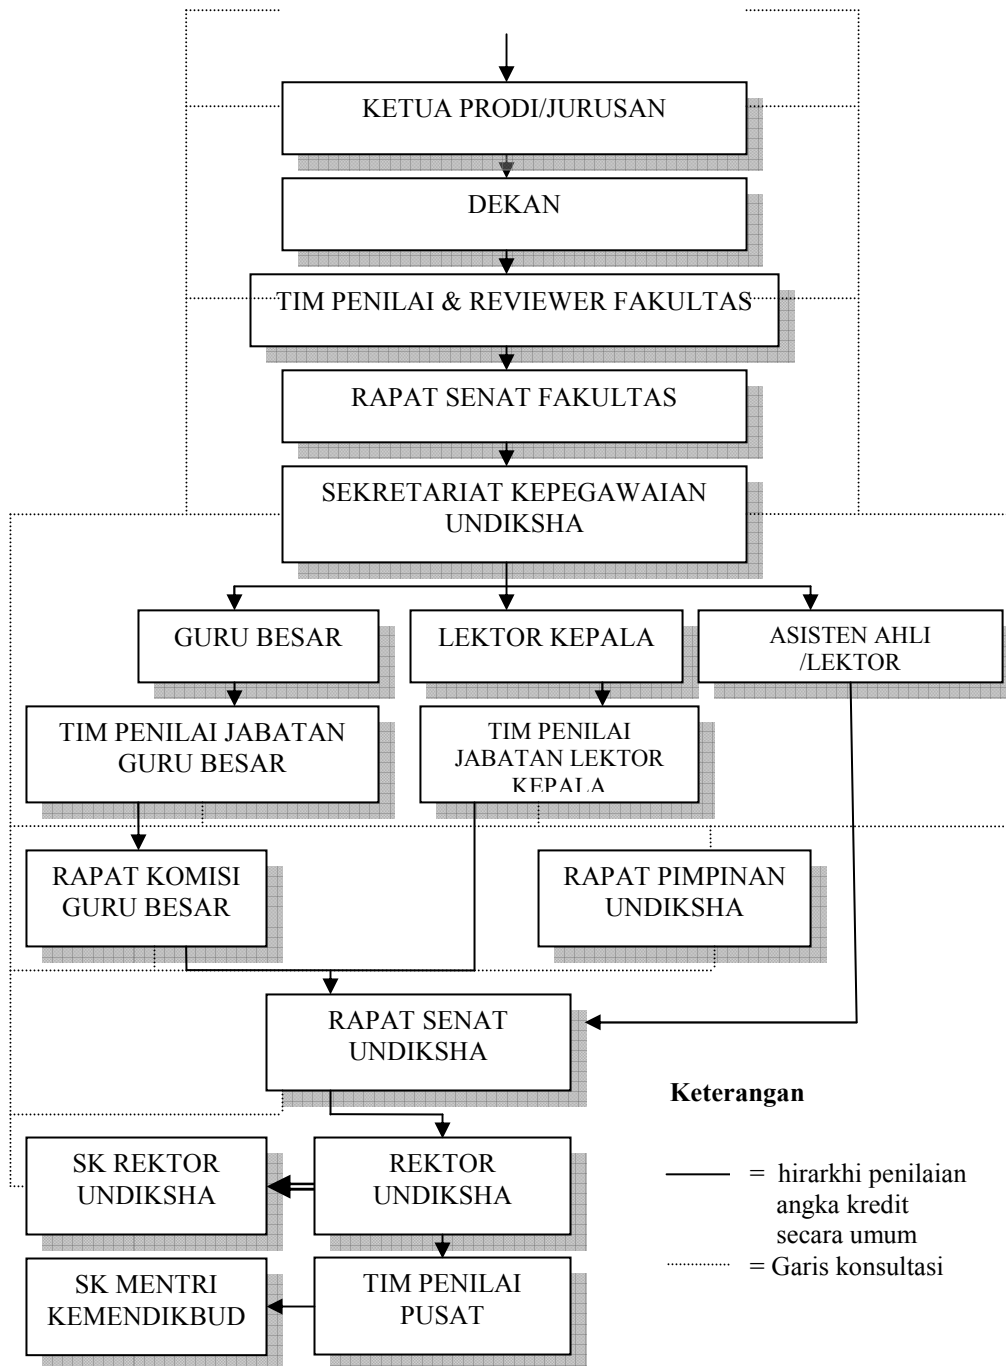 KETUA PRODI/JURUSAN
DEKAN
TIM PENILAI & REVIEWER FAKULTAS
RAPAT SENAT FAKULTAS
SEKRETARIAT KEPEGAWAIAN
UNDIKSHA
GURU BESAR
LEKTOR KEPALA
ASISTEN AHLI
/LEKTOR
TIM PENILAI JABATAN
GURU BESAR
TIM PENILAI
JABATAN LEKTOR
KEPALA
RAPAT KOMISI
GURU BESAR
RAPAT PIMPINAN
UNDIKSHA
RAPAT SENAT
UNDIKSHA
Keterangan
SK REKTOR
UNDIKSHA
REKTOR
UNDIKSHA
= hirarkhi penilaian
angka kredit
secara umum
= Garis konsultasi
SK MENTRI
KEMENDIKBUD
TIM PENILAI
PUSAT